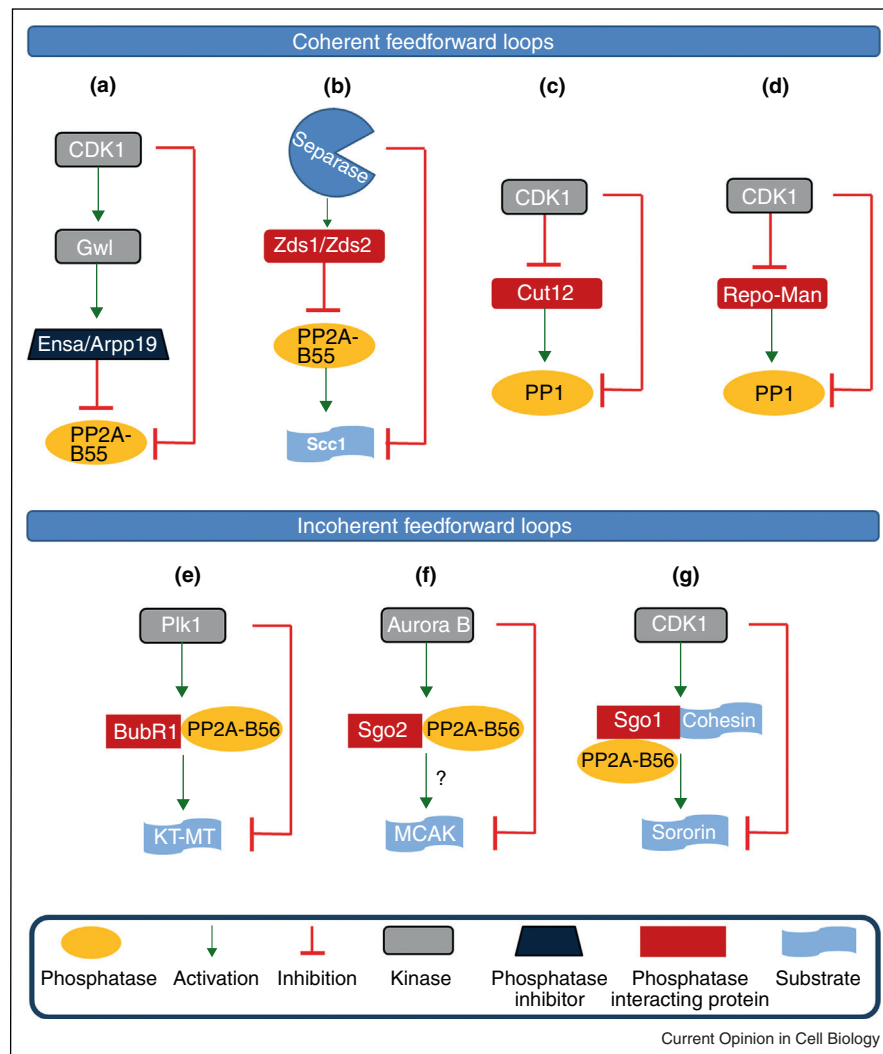 Coherent feedforward loops
(a)
(b)
(c)
(d)
CDK1
Gwl
Ensa/Arpp19
PP2A-
B55
Separase
Zds1/Zds2
PP2A-
B55
Scc1
CDK1
Cut12
PP1
CDK1
Repo-Man
PP1
Incoherent feedforward loops
(e)
(f)
(g)
Plk1
BubR1
PP2A-B56
KT-MT
Aurora B
Sgo2
PP2A-B56
?
MCAK
CDK1
Sgo1
Cohesin
PP2A-B56
Sororin
Phosphatase
Activation
Inhibition
Kinase
Phosphatase
inhibitor
Phosphatase
interacting protein
Substrate
Current Opinion in Cell Biology